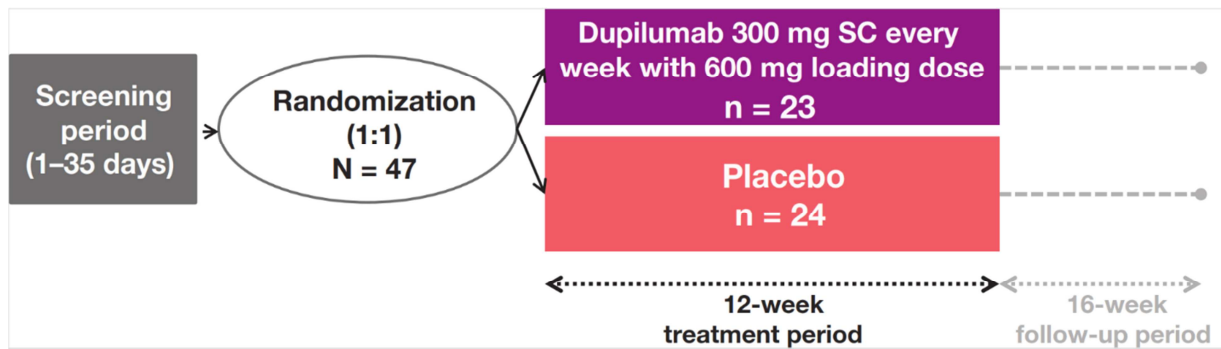 Screening
period
(1–35 days)
Randomization
(1:1)
N = 47
Dupilumab 300 mg SC every
week with 600 mg loading dose
n = 23
Placebo
n = 24
12-week
treatment period
16-week
follow-up period